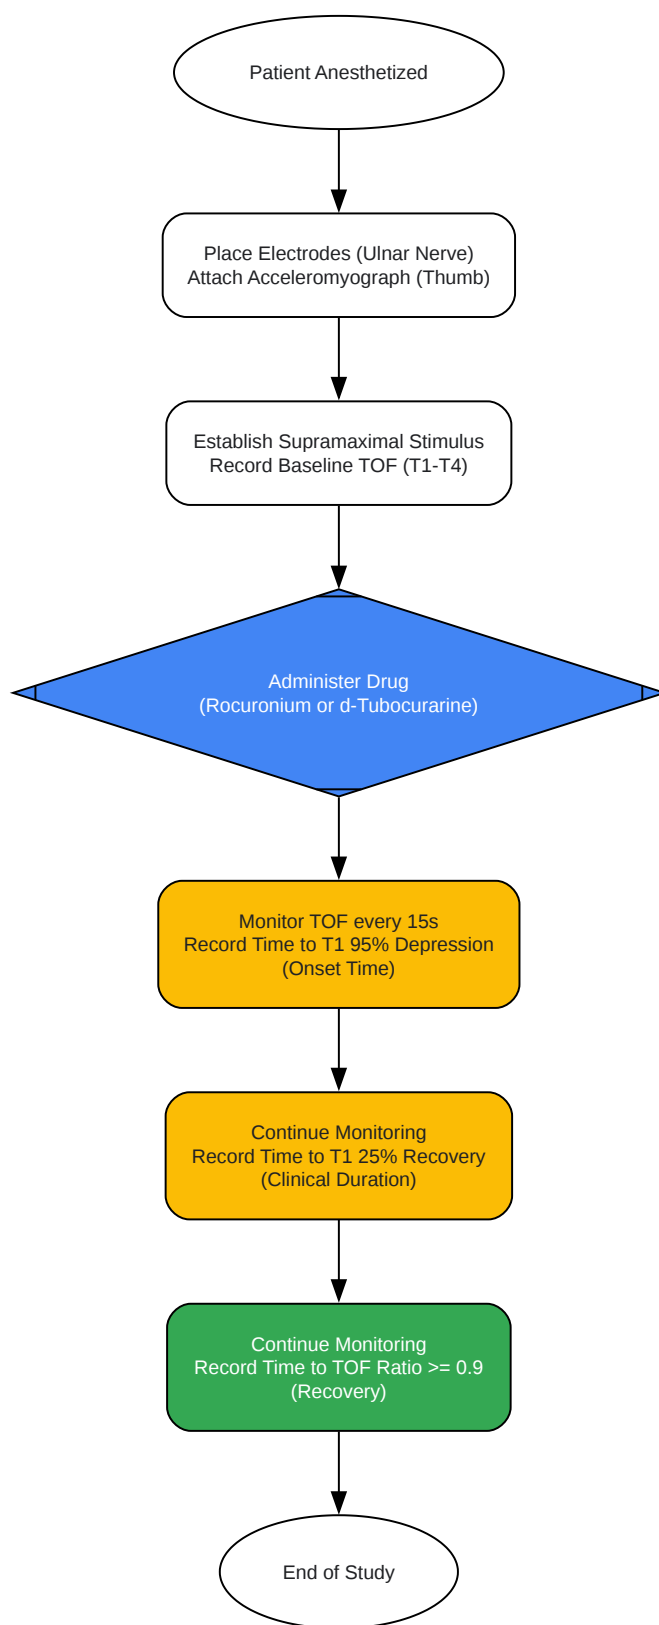 Patient Anesthetized
Place Electrodes (Ulnar Nerve)
Attach Acceleromyograph (Thumb)
Establish Supramaximal Stimulus
Record Baseline TOF (T1-T4)
Administer Drug
(Rocuronium or d-Tubocurarine)
Monitor TOF every 15s
Record Time to T1 95% Depression
(Onset Time)
Continue Monitoring
Record Time to T1 25% Recovery
(Clinical Duration)
Continue Monitoring
Record Time to TOF Ratio >= 0.9
(Recovery)
End of Study